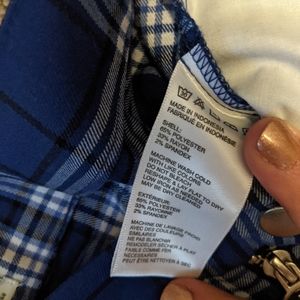 MADE IN INDONESIA
FABRIQUÉ EN INDONÉSIE
SHELL:
65% POLYESTER
33% RAYON
2% SPANDEX
MACHINE WASH COLD
WITH LIKE COLORS
DO NOT BLEACH
RESHAPE & LAY FLAT TO DRY
LOW IRON AS NEEDED
MAY BE DRY CLEANED
EXTÉRIEUR:
65% POLYESTER
33% RAYONNE
2% SPANDEX
MACHINE DE LAVAGE FROID
AVEC DES COULEURS
SIMILAIRES
NE PAS BLANCHIR
REMODELER SÉCHER À PLAT
FAIBLE COMME FER
NÉCESSAIRE
PEUT ÊTRE NETTOYER À SEC